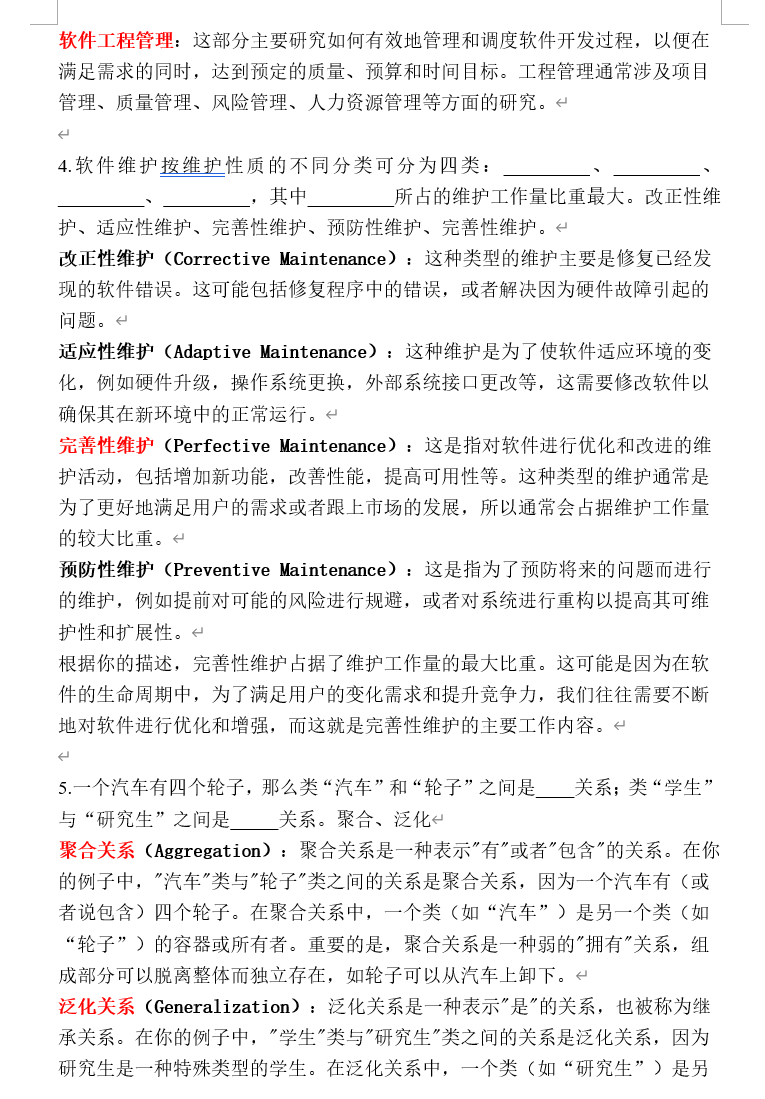 软件工程管理：这部分主要研究如何有效地管理和调度软件开发过程，以便在
满足需求的同时，达到预定的质量、预算和时间目标。工程管理通常涉及项目
管理、质量管理、风险管理、人力资源管理等方面的研究。↵
↵
4.软件维护按维护性质的不同分类可分为四类：_________、_________、
_________、_________，其中_________所占的维护工作量比重最大。改正性维
护、适应性维护、完善性维护、预防性维护、完善性维护。↵
改正性维护（Corrective Maintenance）：这种类型的维护主要是修复已经发
现的软件错误。这可能包括修复程序中的错误，或者解决因为硬件故障引起的
问题。↵
适应性维护（Adaptive Maintenance）：这种维护是为了使软件适应环境的变
化，例如硬件升级，操作系统更换，外部系统接口更改等，这需要修改软件以
确保其在新环境中的正常运行。↵
完善性维护（Perfective Maintenance）：这是指对软件进行优化和改进的维
护活动，包括增加新功能，改善性能，提高可用性等。这种类型的维护通常是
为了更好地满足用户的需求或者跟上市场的发展，所以通常会占据维护工作量
的较大比重。↵
预防性维护（Preventive Maintenance）：这是指为了预防将来的问题而进行
的维护，例如提前对可能的风险进行规避，或者对系统进行重构以提高其可维
护性和扩展性。↵
根据你的描述，完善性维护占据了维护工作量的最大比重。这可能是因为在软
件的生命周期中，为了满足用户的变化需求和提升竞争力，我们往往需要不断
地对软件进行优化和增强，而这就是完善性维护的主要工作内容。↵
↵
5.一个汽车有四个轮子，那么类“汽车”和“轮子”之间是____关系；类“学生”
与“研究生”之间是_____关系。聚合、泛化↵
聚合关系（Aggregation）：聚合关系是一种表示"有"或者"包含"的关系。在你
的例子中，"汽车"类与"轮子"类之间的关系是聚合关系，因为一个汽车有（或
者说包含）四个轮子。在聚合关系中，一个类（如“汽车”）是另一个类（如
“轮子”）的容器或所有者。重要的是，聚合关系是一种弱的"拥有"关系，组
成部分可以脱离整体而独立存在，如轮子可以从汽车上卸下。↵
泛化关系（Generalization）：泛化关系是一种表示"是"的关系，也被称为继
承关系。在你的例子中，"学生"类与"研究生"类之间的关系是泛化关系，因为
研究生是一种特殊类型的学生。在泛化关系中，一个类（如“研究生”）是另